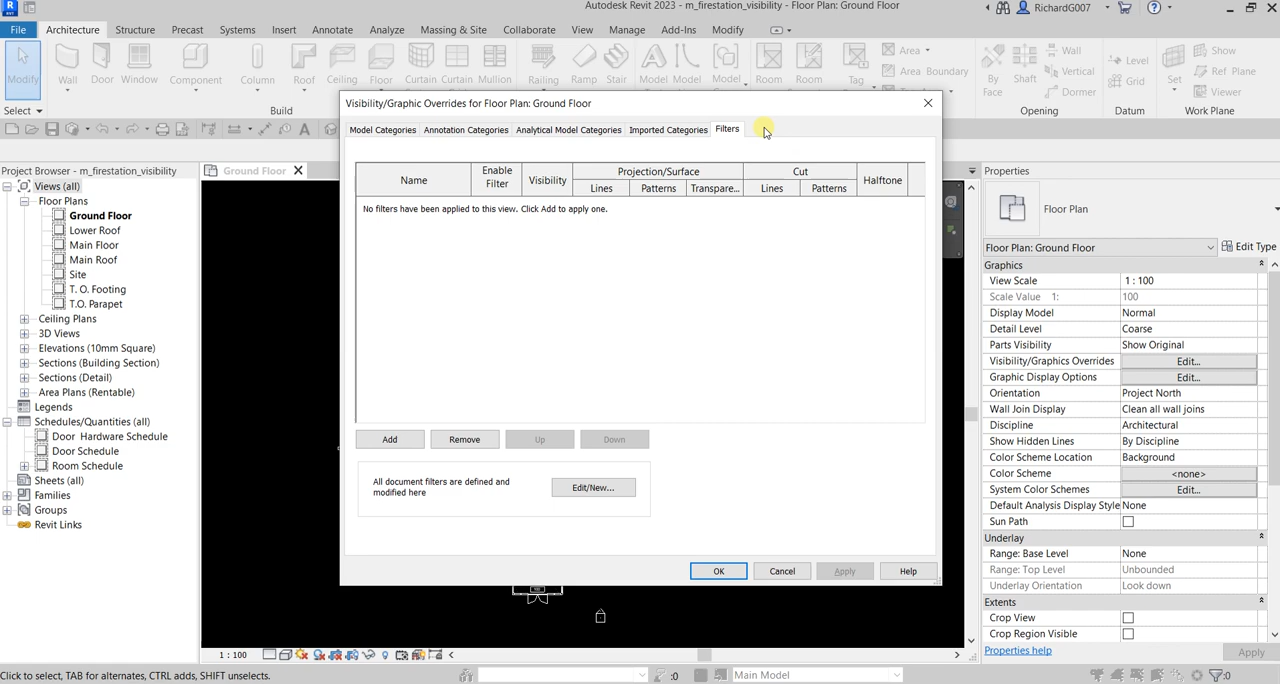 Autodesk Revit 2023 - m_firestation_visibility - Floor Plan: Ground Floor
RichardG007
File Architecture Structure Precast Systems Insert Annotate Analyze Massing & Site Collaborate View Manage Add-Ins Modify
Modify Wall Door Window Component Column Roof Ceiling Floor Curtain Curtain Mullion Railing Ramp Stair Model Model Model Room Room Tag
Area
Area Boundary
By Face Shaft Wall Vertical Dormer
Level
Grid
Set Show Ref Plane Viewer
Select Build Opening Datum Work Plane
Project Browser - m_firestation_visibility
Ground Floor
Views (all)
Floor Plans
Ground Floor
Lower Roof
Main Floor
Main Roof
Site
T. O. Footing
T.O. Parapet
Ceiling Plans
3D Views
Elevations (10mm Square)
Sections (Building Section)
Sections (Detail)
Area Plans (Rentable)
Legends
Schedules/Quantities (all)
Door Hardware Schedule
Door Schedule
Room Schedule
Sheets (all)
Families
Groups
Revit Links
Visibility/Graphic Overrides for Floor Plan: Ground Floor
Model Categories Annotation Categories Analytical Model Categories Imported Categories Filters
Name Enable Filter Visibility Projection/Surface Cut Halftone
Lines Patterns Transpare... Lines Patterns
No filters have been applied to this view. Click Add to apply one.
Add Remove Up Down
All document filters are defined and
modified here
Edit/New...
OK Cancel Apply Help
Properties
Floor Plan
Floor Plan: Ground Floor Edit Type
Graphics
View Scale 1 : 100
Scale Value 1: 100
Display Model Normal
Detail Level Coarse
Parts Visibility Show Original
Visibility/Graphics Overrides Edit...
Graphic Display Options Edit...
Orientation Project North
Wall Join Display Clean all wall joins
Discipline Architectural
Show Hidden Lines By Discipline
Color Scheme Location Background
Color Scheme <none>
System Color Schemes Edit...
Default Analysis Display Style None
Sun Path
Underlay
Range: Base Level None
Range: Top Level Unbounded
Underlay Orientation Look down
Extents
Crop View
Crop Region Visible
Properties help Apply
1 : 100
Click to select, TAB for alternates, CTRL adds, SHIFT unselects.
:0
Main Model
:0